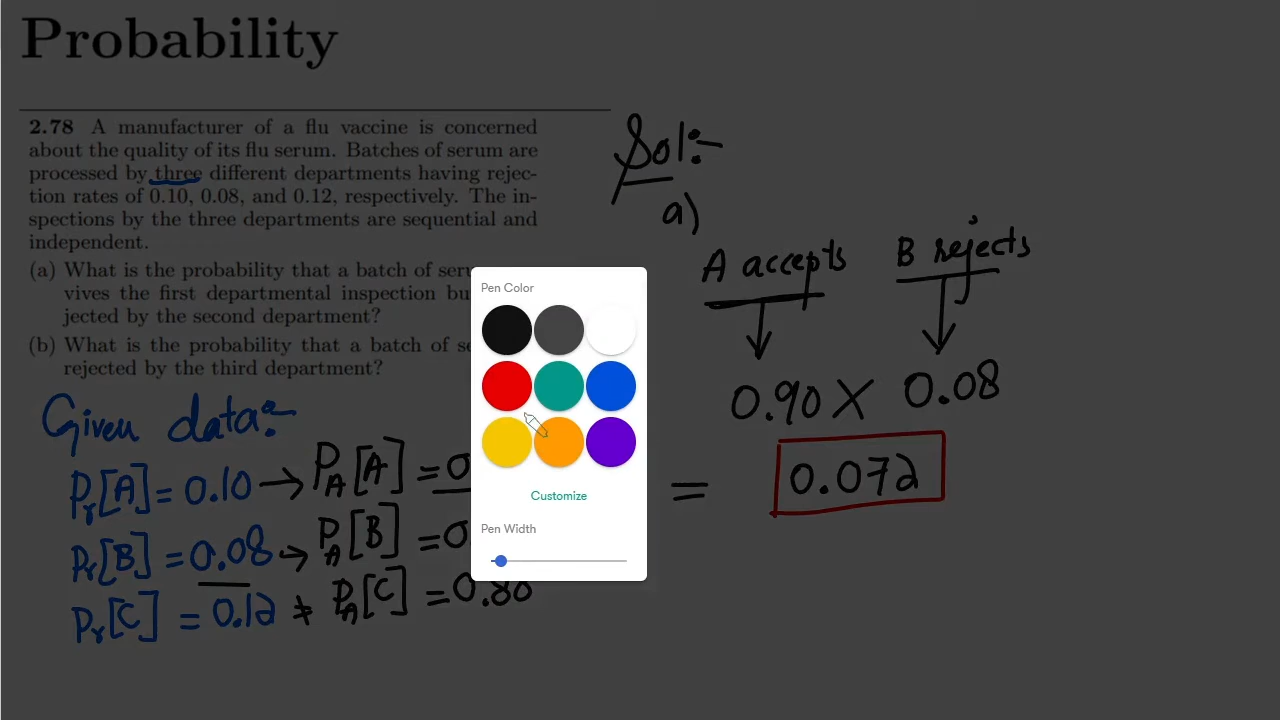 Probability
2.78 A manufacturer of a flu vaccine is concerned
about the quality of its flu serum. Batches of serum are
processed by three different departments having rejec-
tion rates of 0.10, 0.08, and 0.12, respectively. The in-
spections by the three departments are sequential and
independent.
(a) What is the probability that a batch of
vives the first departmental inspection
jected by the second department?
(b) What is the probability that a batch of
rejected by the third department?
Given data:-
Pr[A] = 0.10 → PA[A] = 0
Pr[B] = 0.08 → PA[B] = 0
Pr[C] = 0.12 → PA[C] = 0.88
Sol:-
a)
A accepts B rejects
0.90 × 0.08
= 0.072
Pen Color
Customize
Pen Width